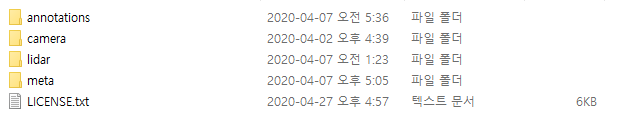 annotations 2020-04-07 오전 5:36 파일 폴더
camera 2020-04-02 오후 4:39 파일 폴더
lidar 2020-04-07 오전 1:23 파일 폴더
meta 2020-04-07 오후 5:05 파일 폴더
LICENSE.txt 2020-04-27 오후 4:57 텍스트 문서 6KB